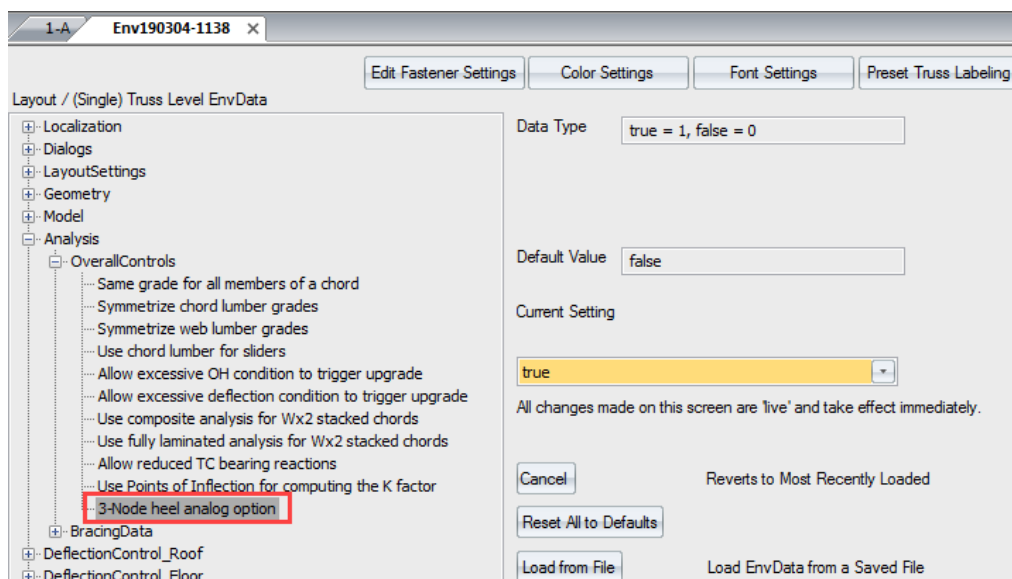 1-A
Env190304-1138
Edit Fastener Settings
Color Settings
Font Settings
Preset Truss Labeling
Layout / (Single) Truss Level EnvData
Localization
Dialogs
LayoutSettings
Geometry
Model
Analysis
OverallControls
Same grade for all members of a chord
Symmetrize chord lumber grades
Symmetrize web lumber grades
Use chord lumber for sliders
Allow excessive OH condition to trigger upgrade
Allow excessive deflection condition to trigger upgrade
Use composite analysis for Wx2 stacked chords
Use fully laminated analysis for Wx2 stacked chords
Allow reduced TC bearing reactions
Use Points of Inflection for computing the K factor
3-Node heel analog option
BracingData
DeflectionControl_Roof
DeflectionControl_Floor
Data Type
true = 1, false = 0
Default Value
false
Current Setting
true
All changes made on this screen are 'live' and take effect immediately.
Cancel
Reverts to Most Recently Loaded
Reset All to Defaults
Load from File
Load EnvData from a Saved File